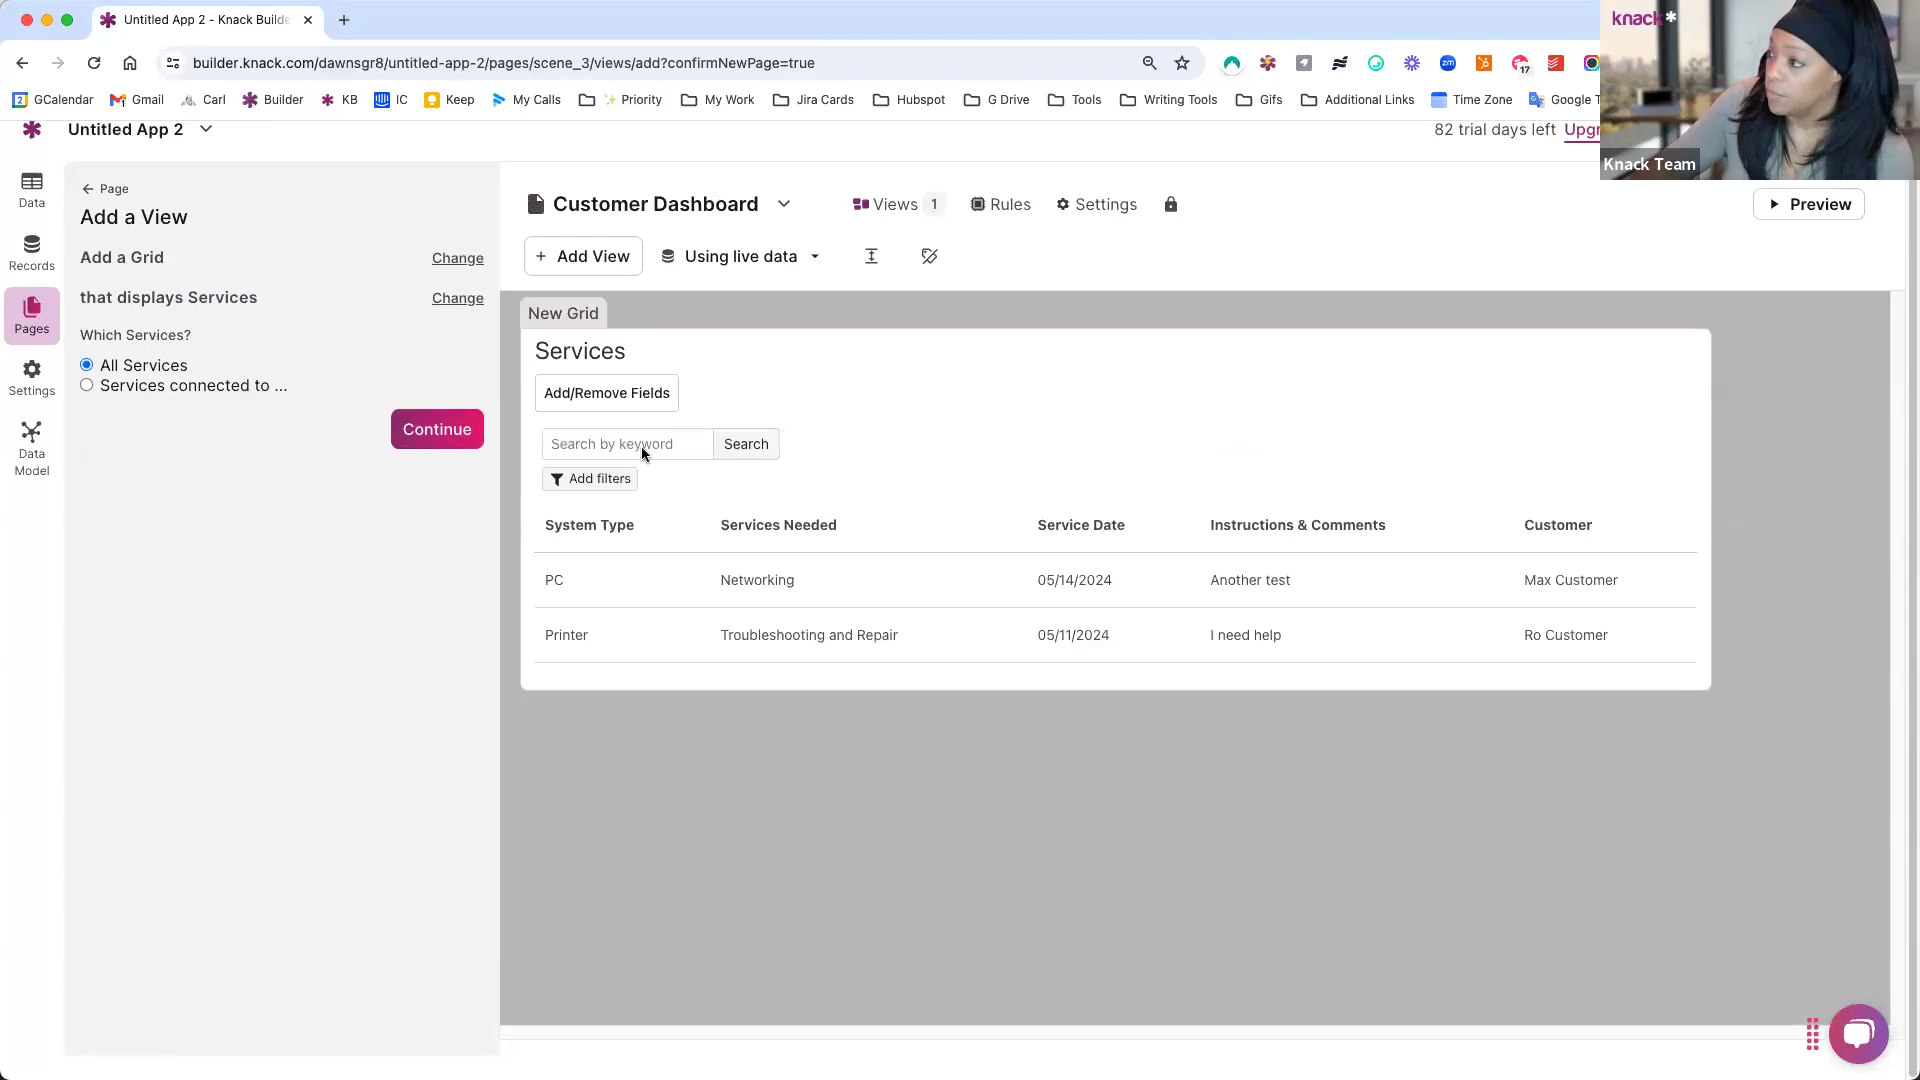 Untitled App 2 - Knack Builde
knack*
builder.knack.com/dawnsgr8/untitled-app-2/pages/scene_3/views/add?confirmNewPage=true
17
GCalendar Gmail Carl Builder KB IC Keep My Calls Priority My Work Jira Cards Hubspot G Drive Tools Writing Tools Gifs Additional Links Time Zone Google T
Untitled App 2
82 trial days left Upgr
Knack Team
Data
Records
Pages
Settings
Data
Model
Page
Add a View
Add a Grid Change
that displays Services Change
Which Services?
All Services
Services connected to ...
Continue
Customer Dashboard Views 1 Rules Settings Preview
+ Add View Using live data
New Grid
Services
Add/Remove Fields
Search by keyword Search
Add filters
System Type Services Needed Service Date Instructions & Comments Customer
PC Networking 05/14/2024 Another test Max Customer
Printer Troubleshooting and Repair 05/11/2024 I need help Ro Customer